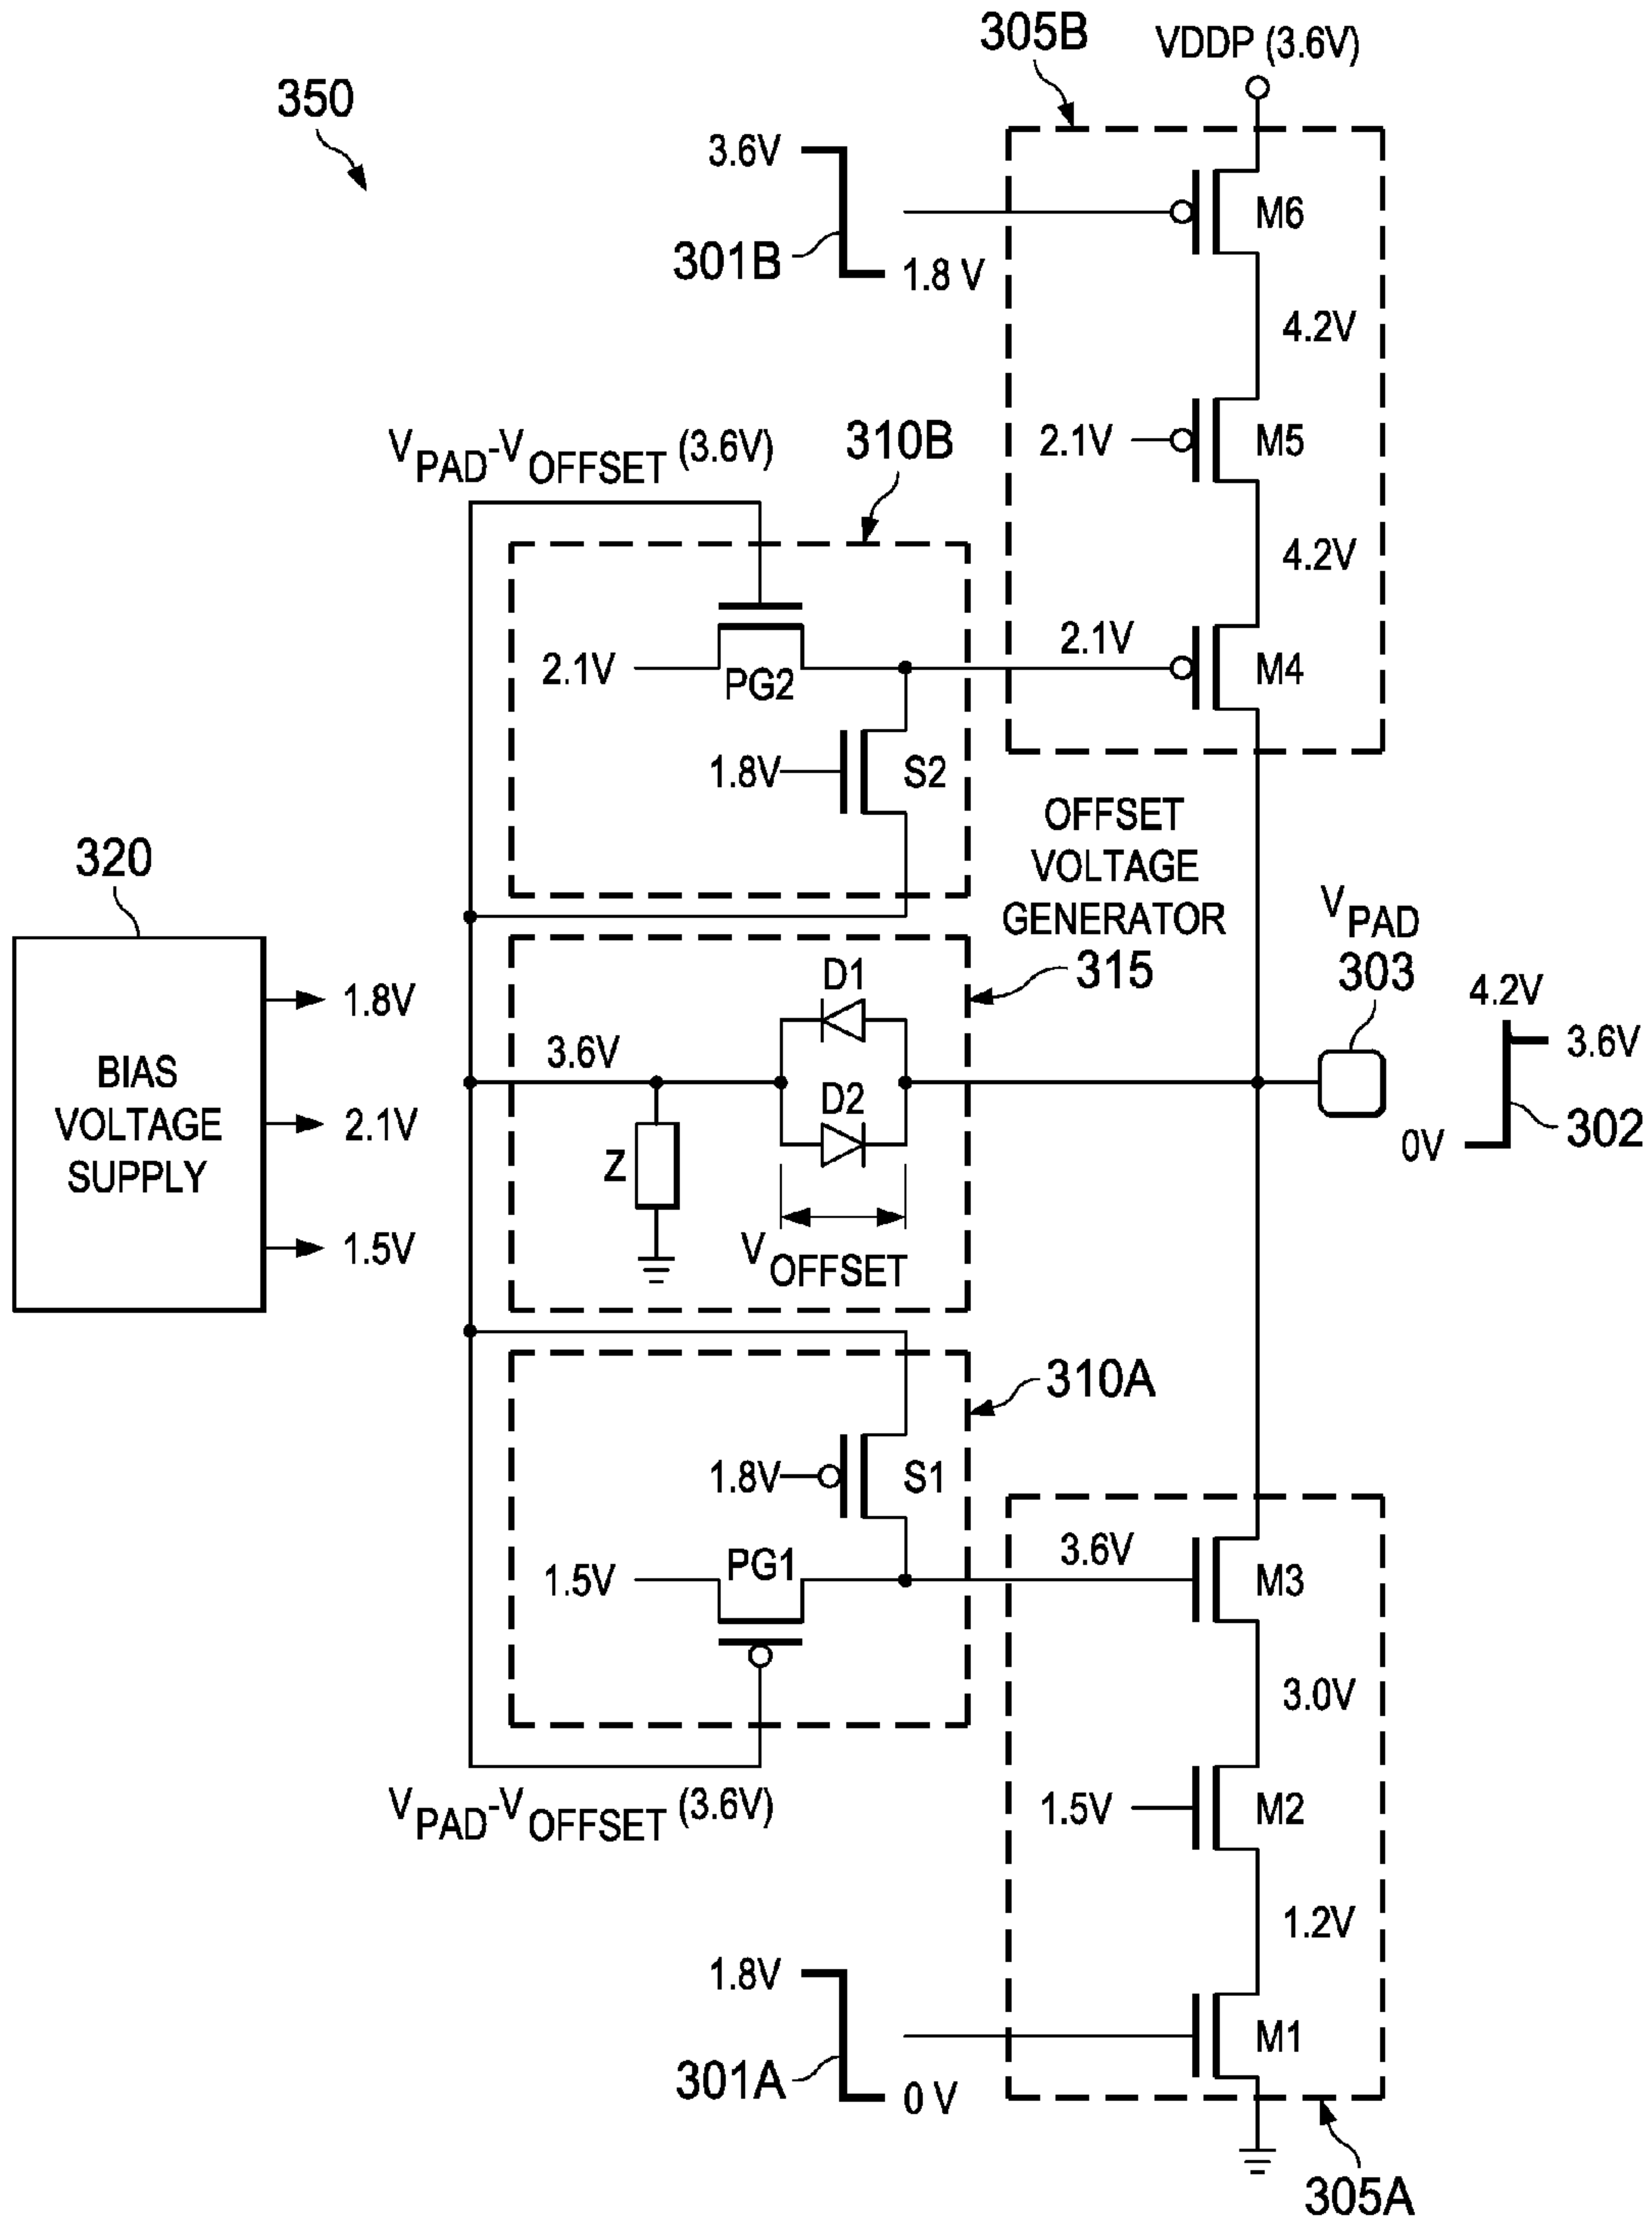 305B
VDDP (3.6V)
350
3.6V
301B
1.8 V
M6
4.2V
VPAD-VOFFSET (3.6V)
310B
2.1V
M5
4.2V
2.1V
PG2
2.1V
M4
1.8V
S2
OFFSET
VOLTAGE
GENERATOR
315
320
BIAS
VOLTAGE
SUPPLY
1.8V
2.1V
1.5V
D1
3.6V
D2
Z
VOFFSET
VPAD
303
4.2V
3.6V
0V
302
310A
1.8V
S1
1.5V
PG1
3.6V
M3
3.0V
VPAD-VOFFSET (3.6V)
1.5V
M2
1.2V
1.8V
301A
0 V
M1
305A